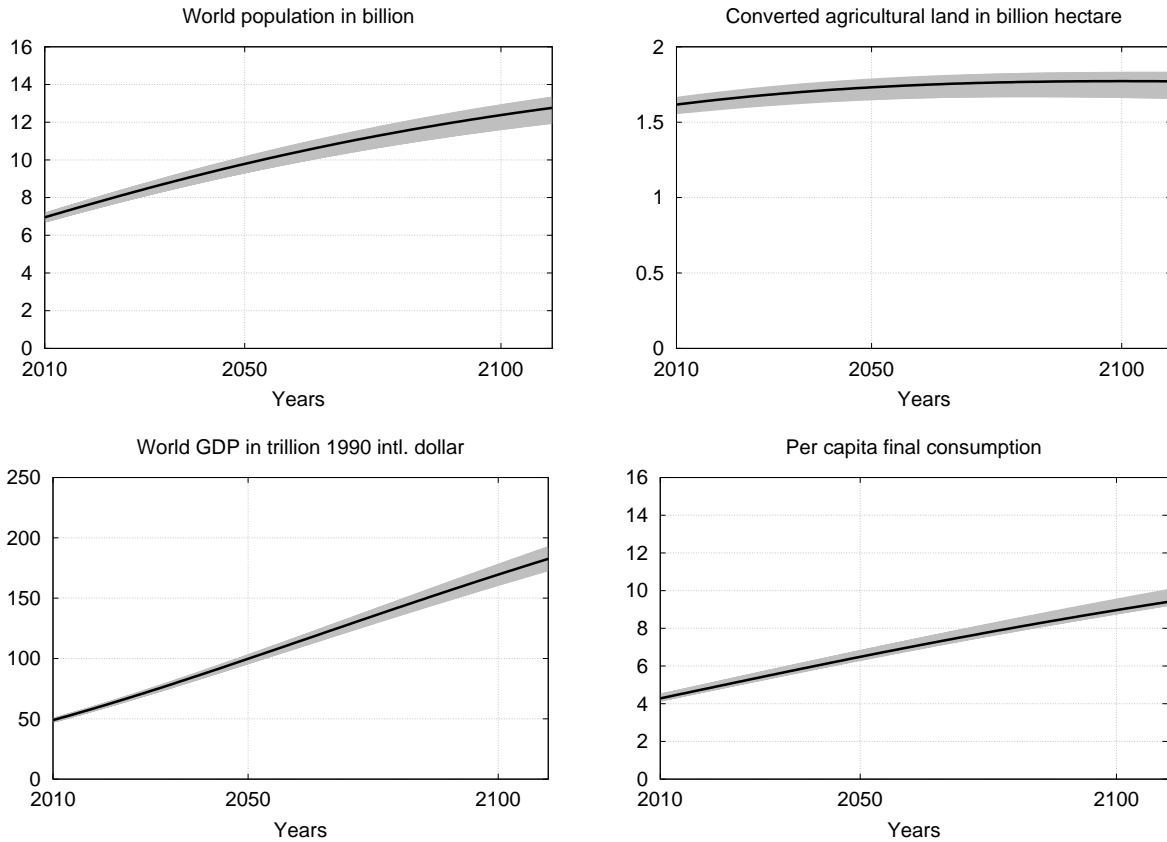 World population in billion
16
14
12
10
8
6
4
2
0
2010 2050 2100
Years
Converted agricultural land in billion hectare
2
1.5
1
0.5
0
2010 2050 2100
Years
World GDP in trillion 1990 intl. dollar
250
200
150
100
50
0
2010 2050 2100
Years
Per capita final consumption
16
14
12
10
8
6
4
2
0
2010 2050 2100
Years